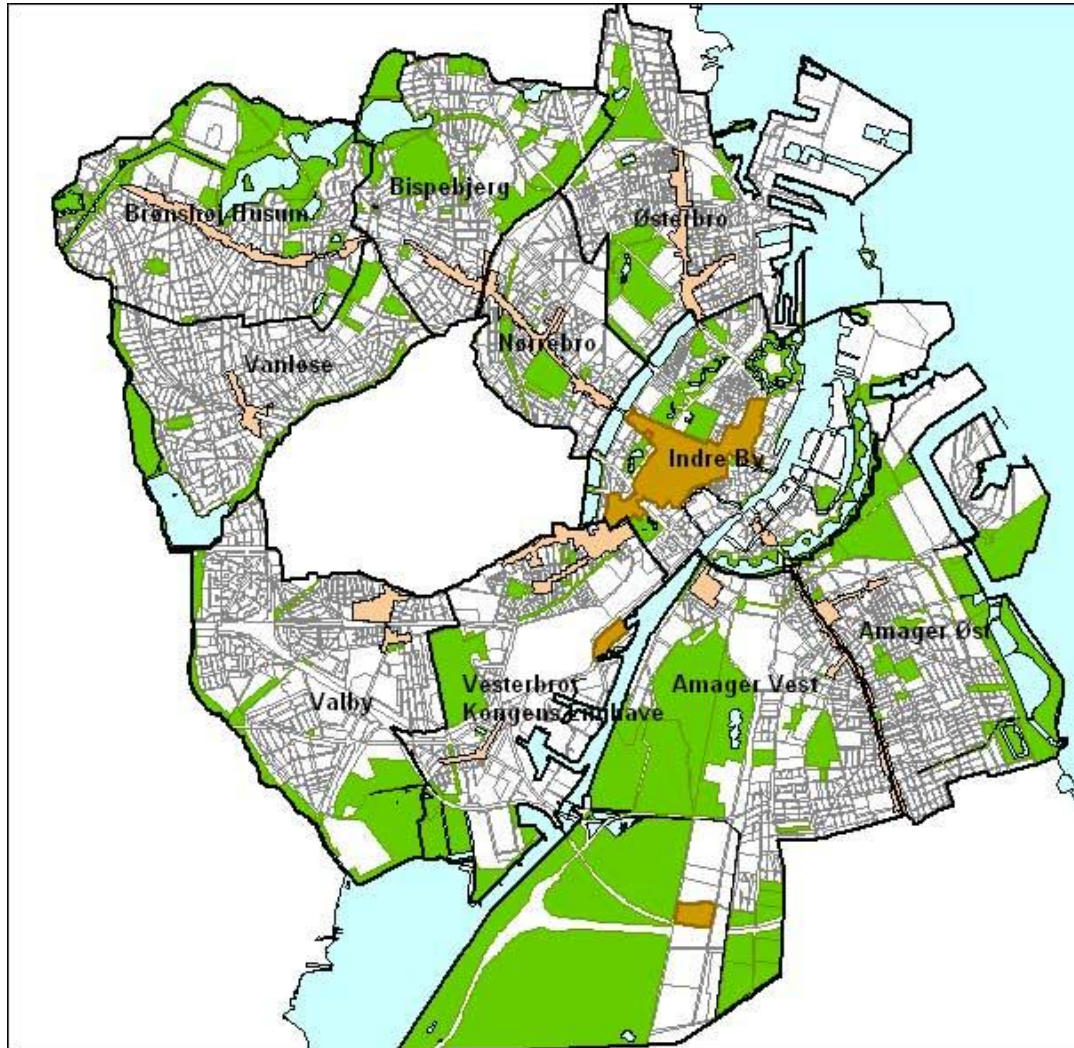 Bispebjerg
Brønshøj-Husum
Østerbro
Nørrebro
Vanløse
Indre By
Amager Øst
Vesterbro/
Kongens Enghave
Amager Vest
Valby